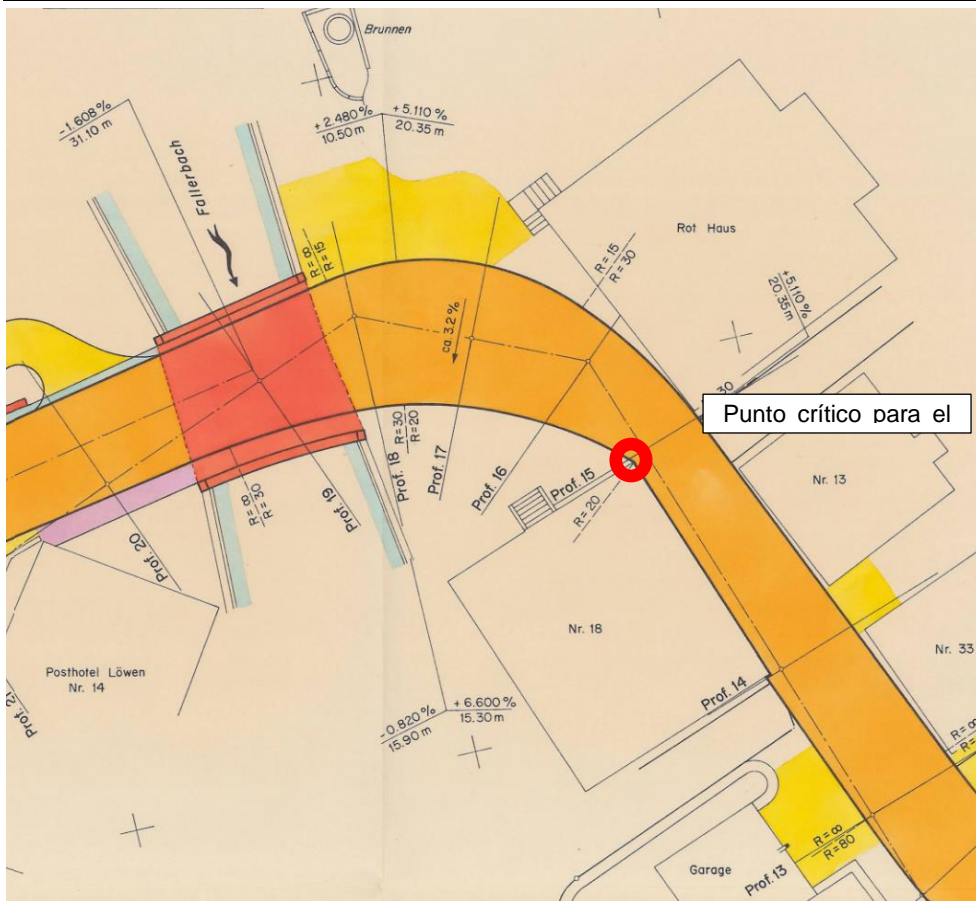 Brunnen
-1.608%
31.10 m
+2.480%
10.50 m
+5.110%
20.35 m
Fallerbach
Rot Haus
R=∞
R=15
R=15
R=30
+5.110%
20.35m
ca. 3.2 %
30
Punto crítico para el
R=30
R=20
Prof. 18
Prof. 17
Prof. 16
Prof. 15
R=20
Nr. 13
R=∞
R=30
Prof. 19
Prof. 20
Nr. 18
Nr. 33
Posthotel Löwen
Nr. 14
Prof. 21
Prof. 14
-0.820%
15.90 m
+6.600%
15.30 m
R=∞
R=∞
R=80
Garage
Prof. 13